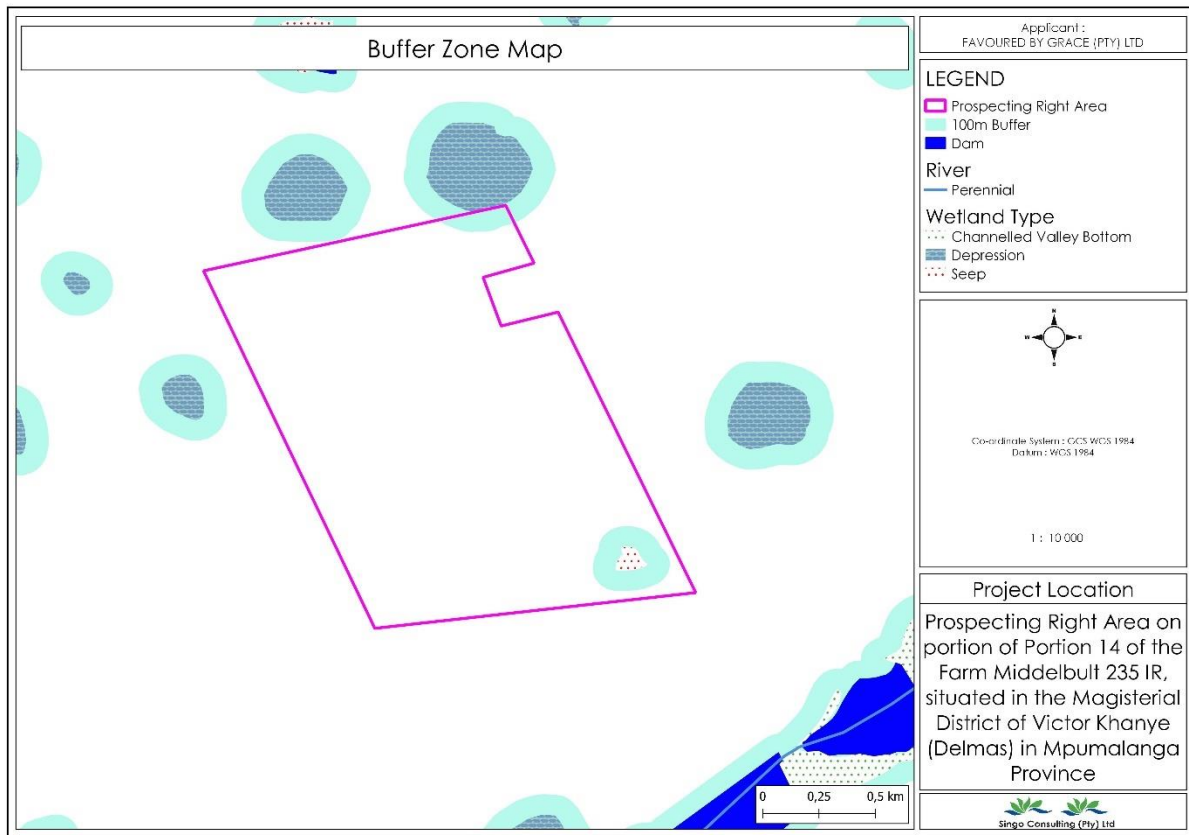 Buffer Zone Map
Applicant :
FAVOURED BY GRACE (PTY) LTD
LEGEND
Prospecting Right Area
100m Buffer
Dam
River
Perennial
Wetland Type
Channelled Valley Bottom
Depression
Seep
N
W
E
S
Co-ordinate System : GCS WGS 1984
Datum : WGS 1984
1 : 10 000
Project Location
Prospecting Right Area on
portion of Portion 14 of the
Farm Middelbult 235 IR,
situated in the Magisterial
District of Victor Khanye
(Delmas) in Mpumalanga
Province
0 0,25 0,5 km
Singo Consulting (Pty) Ltd